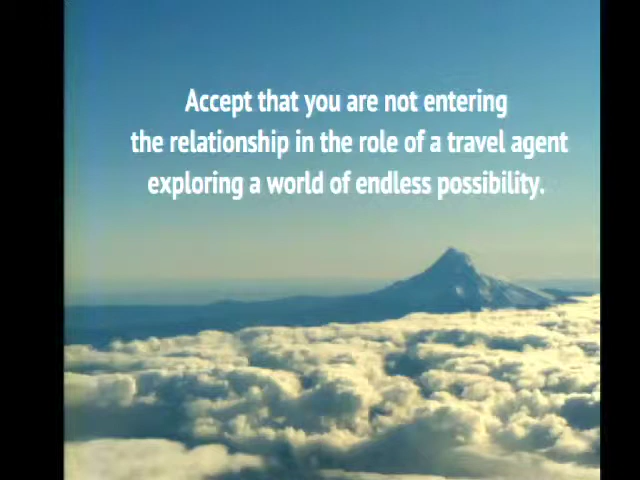 Accept that you are not entering
the relationship in the role of a travel agent
exploring a world of endless possibility.